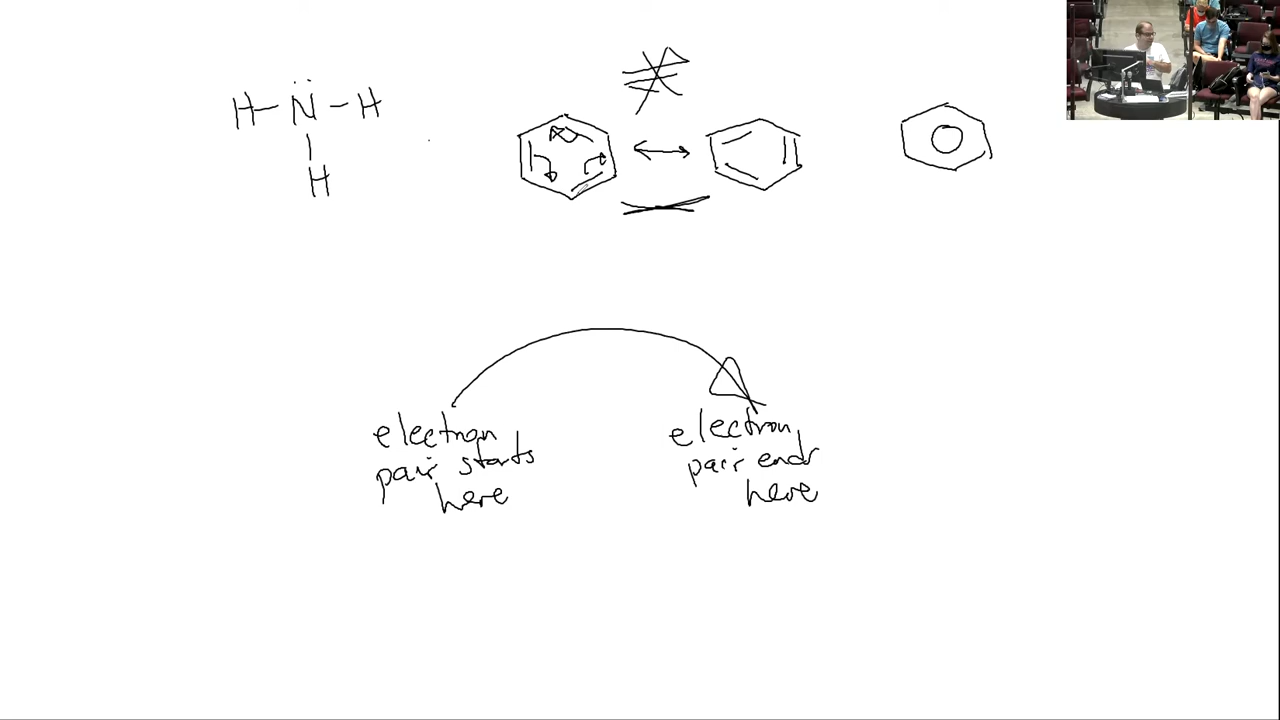 H-N̈-H
H
electron
pair starts
here
electron
pair ends
here